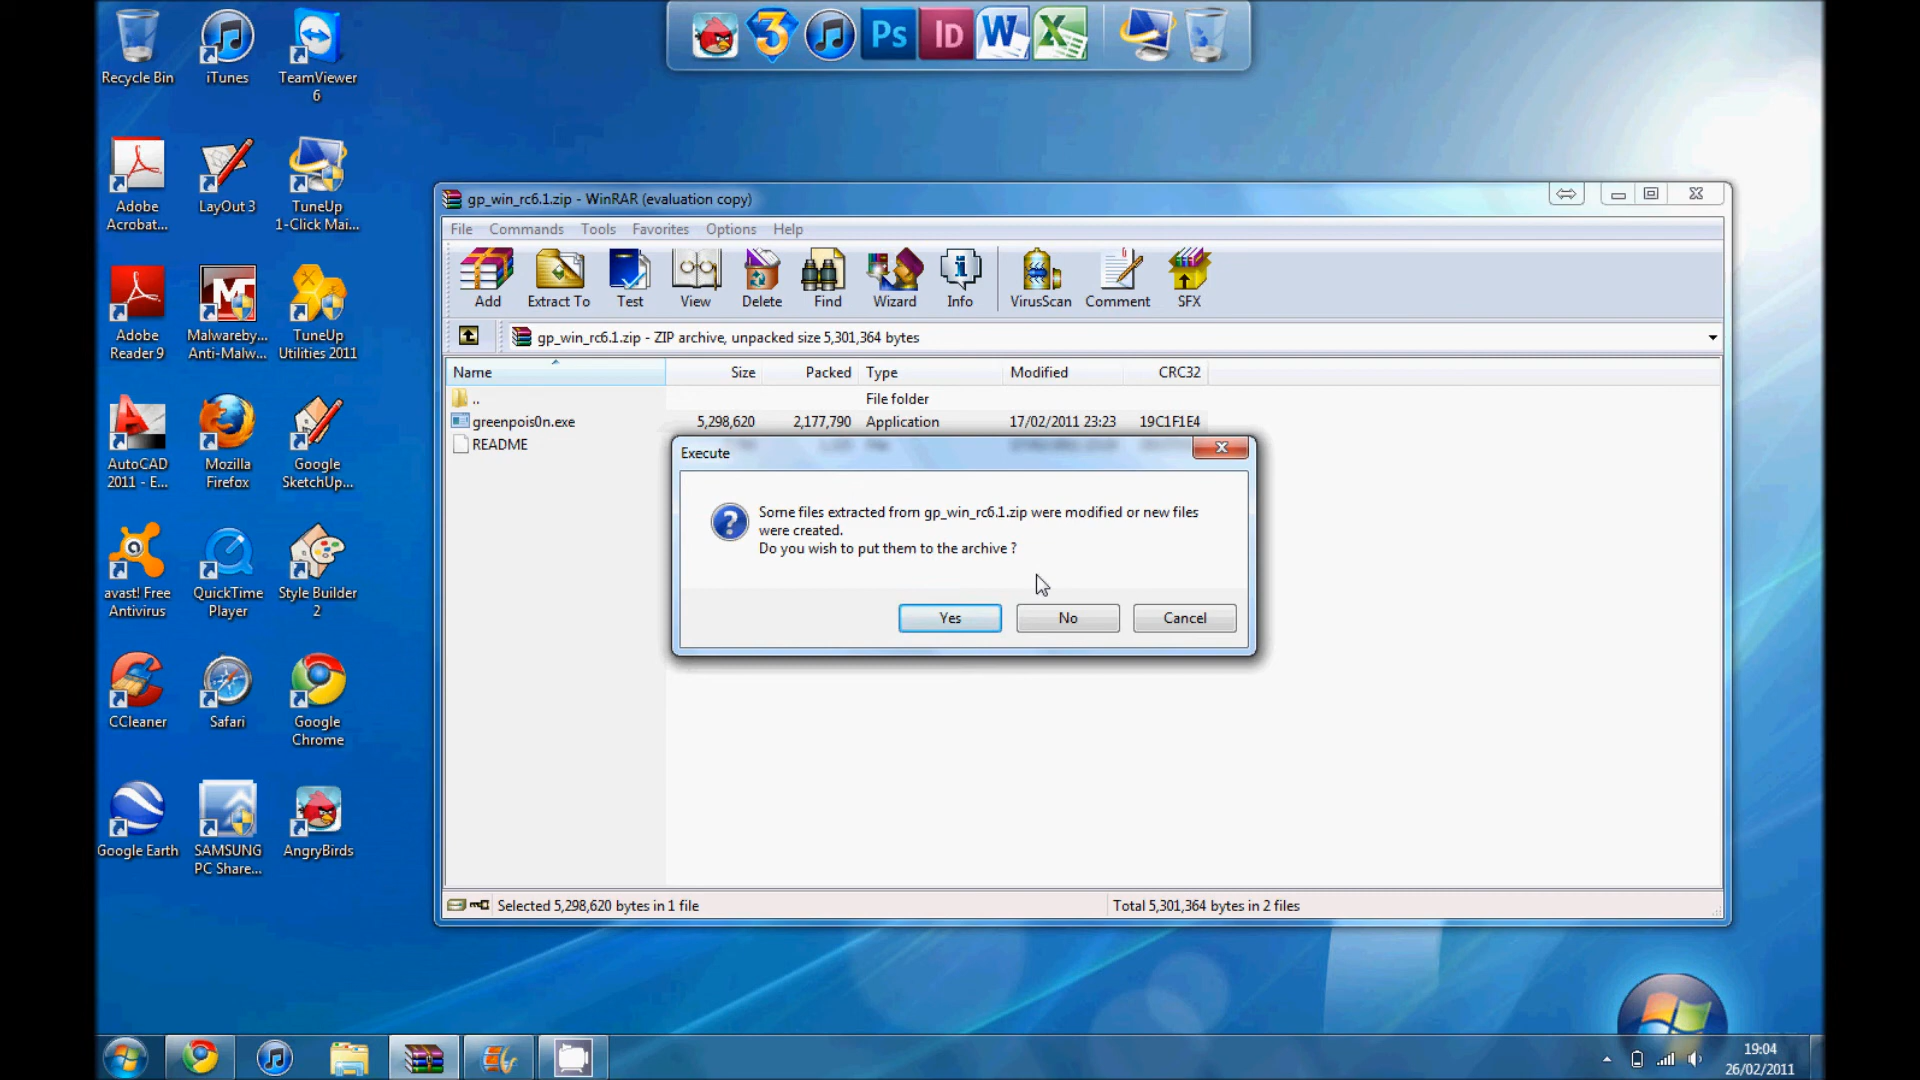 Recycle Bin
iTunes
TeamViewer
6
3
Ps
Id
W
X
Adobe
Acrobat...
LayOut 3
TuneUp
1-Click Mai...
Adobe
Reader 9
Malwareby...
Anti-Malw...
TuneUp
Utilities 2011
AutoCAD
2011 - E...
Mozilla
Firefox
Google
SketchUp...
avast! Free
Antivirus
QuickTime
Player
Style Builder
2
CCleaner
Safari
Google
Chrome
Google Earth
SAMSUNG
PC Share...
AngryBirds
gp_win_rc6.1.zip - WinRAR (evaluation copy)
File Commands Tools Favorites Options Help
Add Extract To Test View Delete Find Wizard Info VirusScan Comment SFX
gp_win_rc6.1.zip - ZIP archive, unpacked size 5,301,364 bytes
Name Size Packed Type Modified CRC32
.. File folder
greenpois0n.exe 5,298,620 2,177,790 Application 17/02/2011 23:23 19C1F1E4
README
Execute
Some files extracted from gp_win_rc6.1.zip were modified or new files
were created.
Do you wish to put them to the archive ?
Yes No Cancel
Selected 5,298,620 bytes in 1 file
Total 5,301,364 bytes in 2 files
19:04
26/02/2011